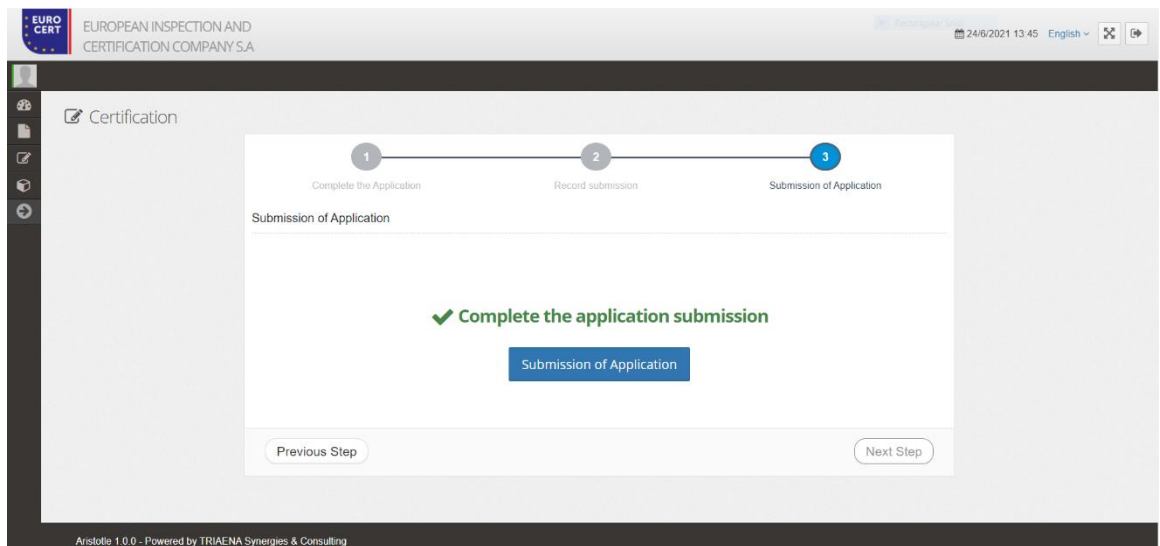 EURO
CERT
EUROPEAN INSPECTION AND
CERTIFICATION COMPANY S.A
24/6/2021 13:45 English
Certification
1
2
3
Complete the Application
Record submission
Submission of Application
Submission of Application
Complete the application submission
Submission of Application
Previous Step
Next Step
Aristotle 1.0.0 - Powered by TRIAENA Synergies & Consulting